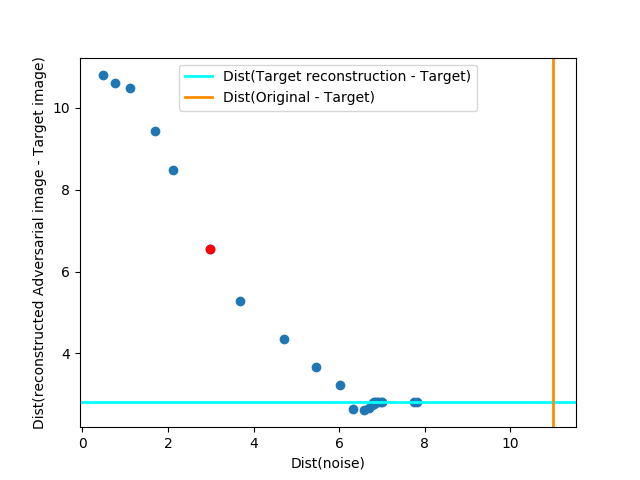 Dist(Target reconstruction - Target)
Dist(Original - Target)
Dist(reconstructed Adversarial image - Target image)
10
8
6
4
0 2 4 6 8 10
Dist(noise)